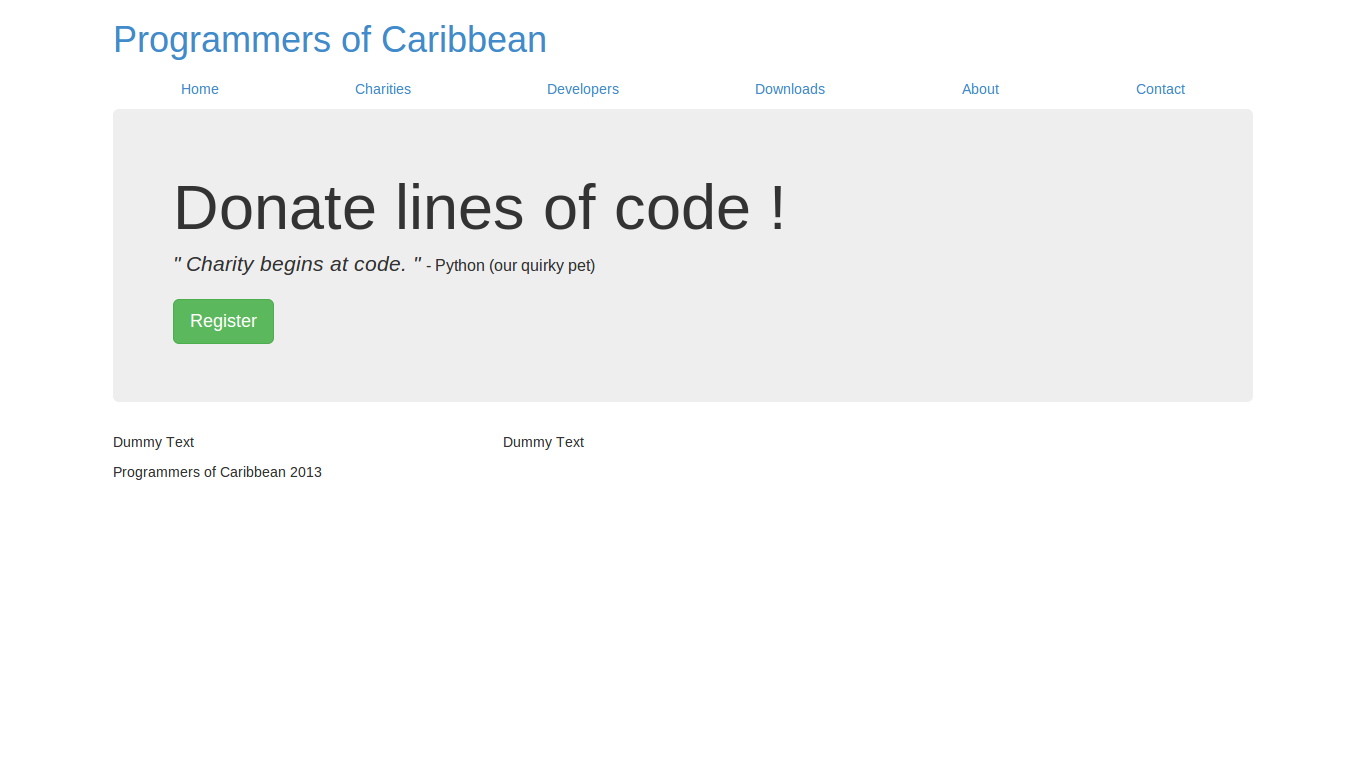 Programmers of Caribbean
Home Charities Developers Downloads About Contact
Donate lines of code !
" Charity begins at code. " - Python (our quirky pet)
Register
Dummy Text Dummy Text
Programmers of Caribbean 2013